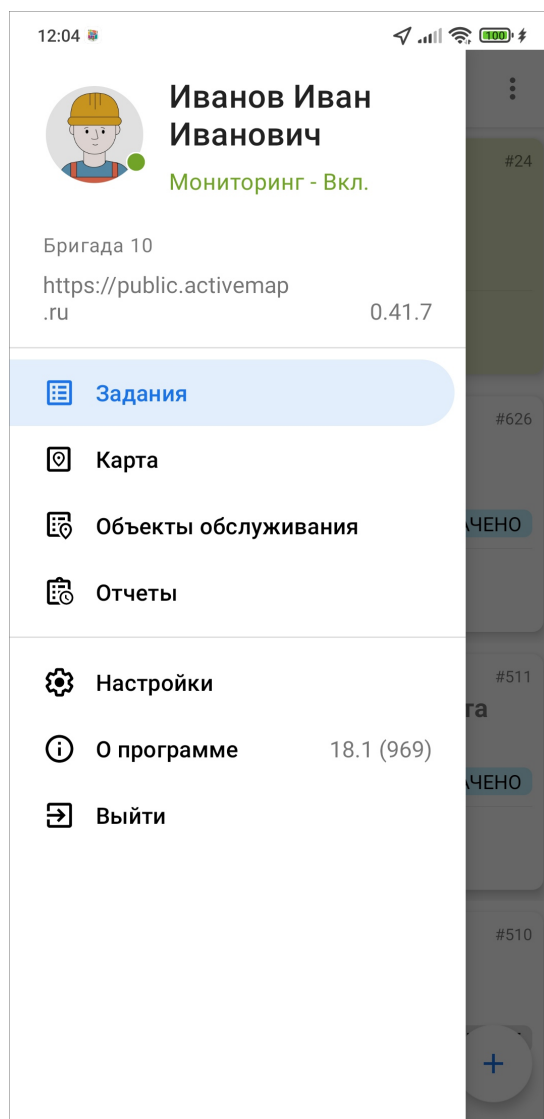 12:04
100
Иванов Иван
Иванович
Мониторинг - Вкл.
Бригада 10
https://public.activemap
.ru
0.41.7
#24
Задания
#626
Карта
ЧЕНО
Объекты обслуживания
Отчеты
#511
Настройки
та
О программе
18.1 (969)
ЧЕНО
Выйти
#510